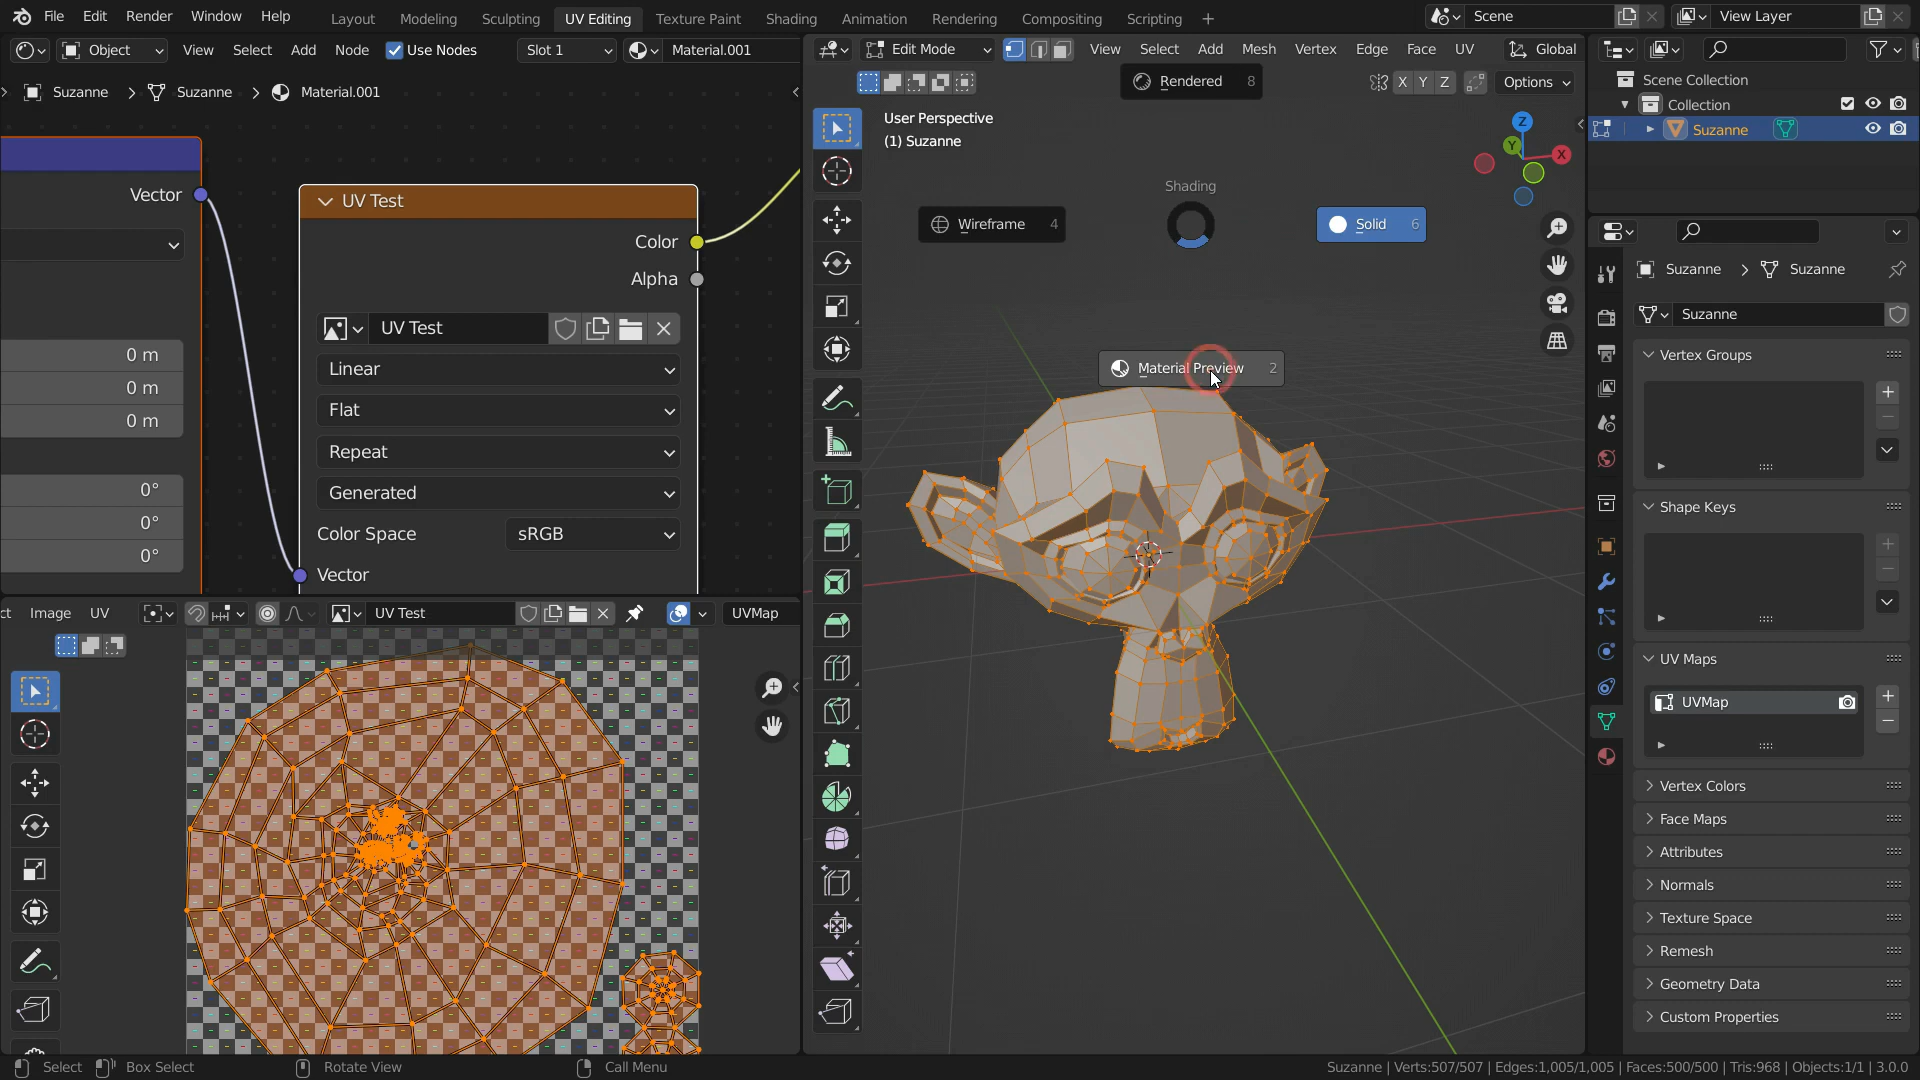 File Edit Render Window Help
Layout Modeling Sculpting UV Editing Texture Paint Shading Animation Rendering Compositing Scripting +
Scene
View Layer
Object View Select Add Node Use Nodes Slot 1 Material.001
Edit Mode View Select Add Mesh Vertex Edge Face UV Global
Rendered 8
X Y Z Options
Suzanne > Suzanne > Material.001
User Perspective
(1) Suzanne
Z
Y
X
Shading
Wireframe 4
Solid 6
Material Preview 2
Vector
UV Test
Color
Alpha
UV Test
Linear
Flat
Repeat
Generated
Color Space sRGB
Vector
0 m
0 m
0 m
0°
0°
0°
ct Image UV UV Test UVMap
Scene Collection
Collection
Suzanne
Suzanne > Suzanne
Suzanne
Vertex Groups
Shape Keys
UV Maps
UVMap
Vertex Colors
Face Maps
Attributes
Normals
Texture Space
Remesh
Geometry Data
Custom Properties
Select Box Select Rotate View Call Menu
Suzanne | Verts:507/507 | Edges:1,005/1,005 | Faces:500/500 | Tris:968 | Objects:1/1 | 3.0.0